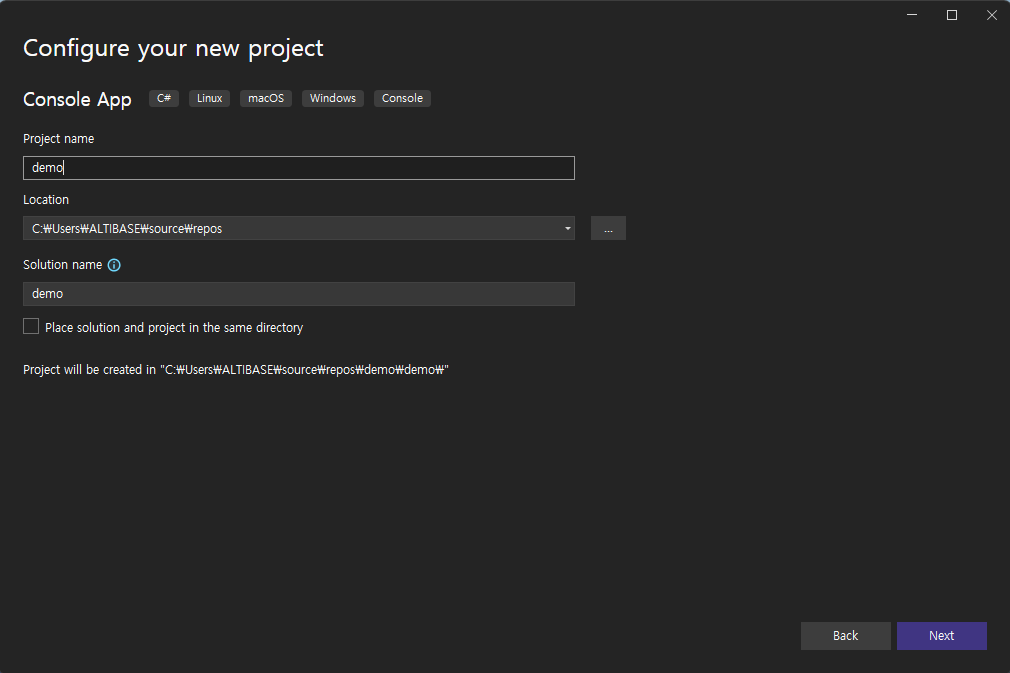 Configure your new project
Console App C# Linux macOS Windows Console
Project name
demo
Location
C:₩Users₩ALTIBASE₩source₩repos
...
Solution name
demo
Place solution and project in the same directory
Project will be created in "C:₩Users₩ALTIBASE₩source₩repos₩demo₩demo₩"
Back Next